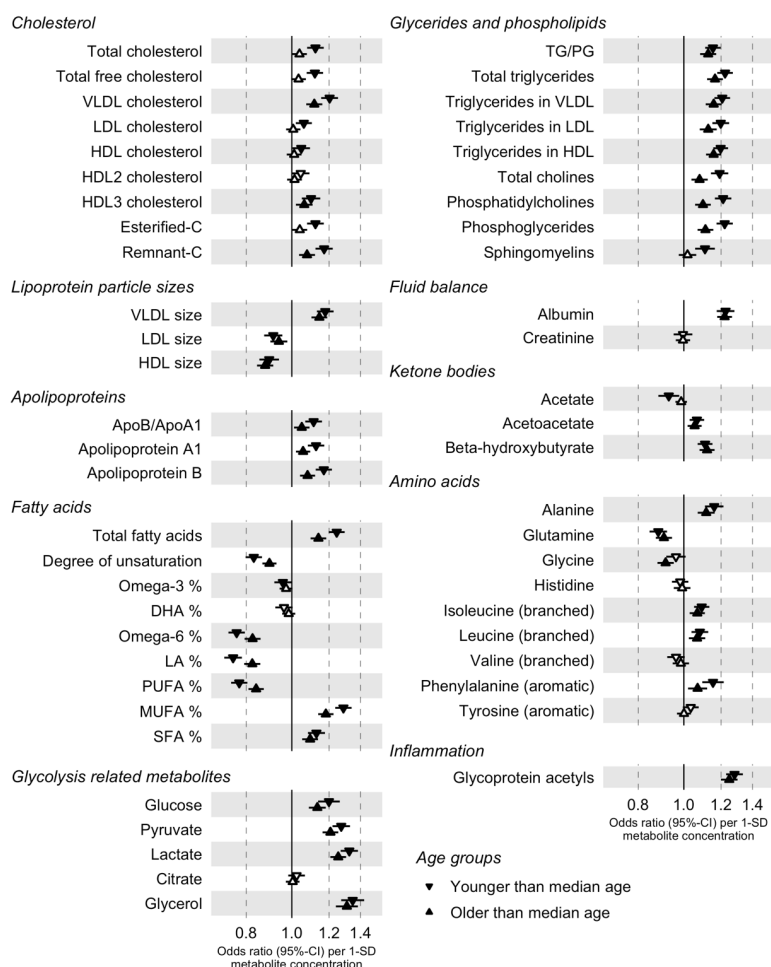 Cholesterol
Total cholesterol
Total free cholesterol
VLDL cholesterol
LDL cholesterol
HDL cholesterol
HDL2 cholesterol
HDL3 cholesterol
Esterified-C
Remnant-C
Lipoprotein particle sizes
VLDL size
LDL size
HDL size
Apolipoproteins
ApoB/ApoA1
Apolipoprotein A1
Apolipoprotein B
Fatty acids
Total fatty acids
Degree of unsaturation
Omega-3 %
DHA %
Omega-6 %
LA %
PUFA %
MUFA %
SFA %
Glycolysis related metabolites
Glucose
Pyruvate
Lactate
Citrate
Glycerol
0.8 1.0 1.2 1.4
Odds ratio (95%-CI) per 1-SD
metabolite concentration
Glycerides and phospholipids
TG/PG
Total triglycerides
Triglycerides in VLDL
Triglycerides in LDL
Triglycerides in HDL
Total cholines
Phosphatidylcholines
Phosphoglycerides
Sphingomyelins
Fluid balance
Albumin
Creatinine
Ketone bodies
Acetate
Acetoacetate
Beta-hydroxybutyrate
Amino acids
Alanine
Glutamine
Glycine
Histidine
Isoleucine (branched)
Leucine (branched)
Valine (branched)
Phenylalanine (aromatic)
Tyrosine (aromatic)
Inflammation
Glycoprotein acetyls
0.8 1.0 1.2 1.4
Odds ratio (95%-CI) per 1-SD
metabolite concentration
Age groups
Younger than median age
Older than median age